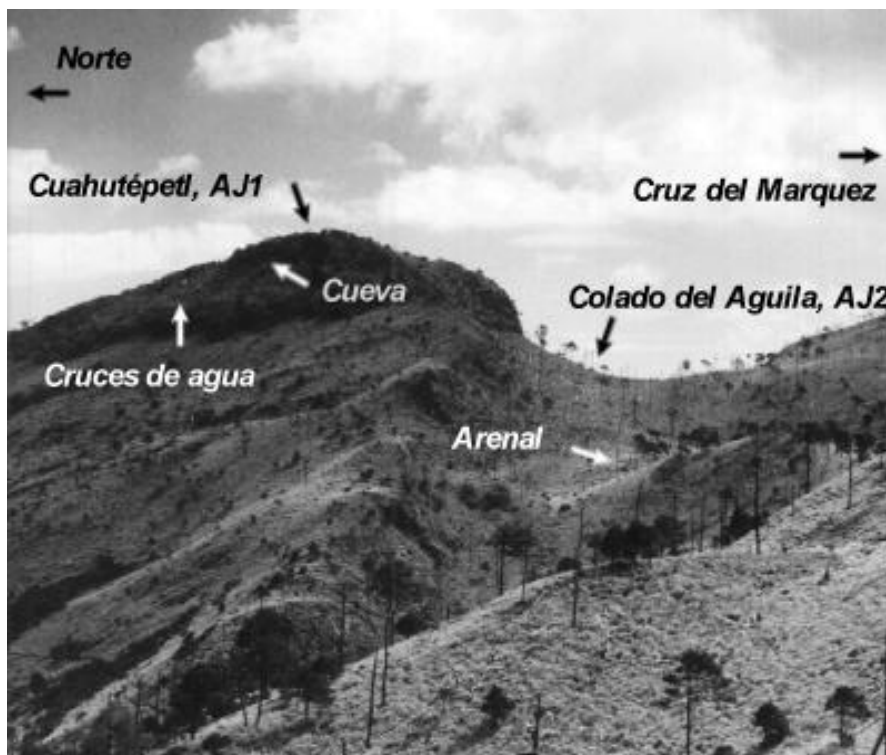 Norte
Cuahutépetl, AJ1
Cruz del Marquez
Cueva
Colado del Aguila, AJ2
Cruces de agua
Arenal